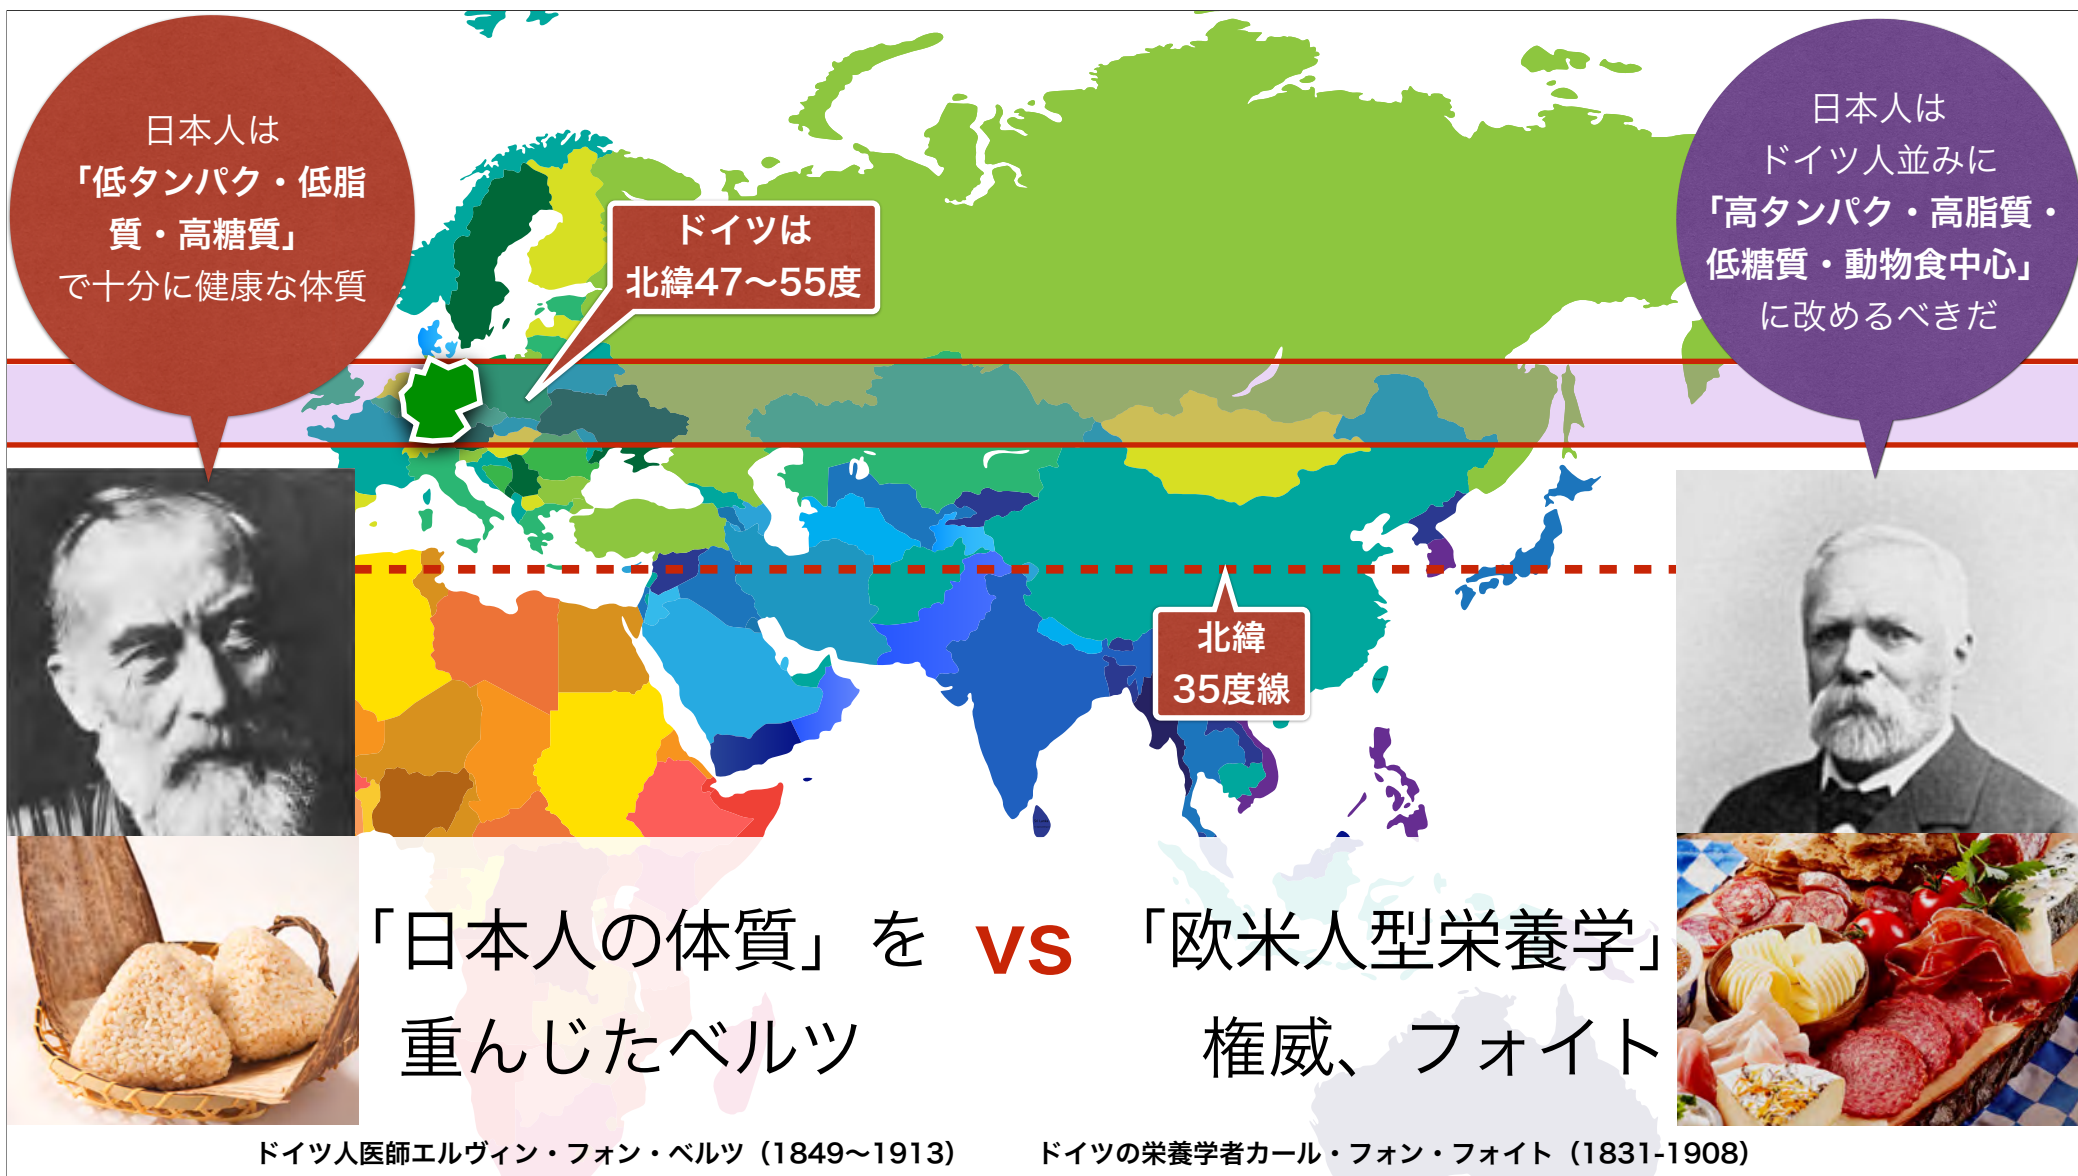 日本人は
「低タンパク・低脂
質・高糖質」
で十分に健康な体質
日本人は
ドイツ人並みに
「高タンパク・高脂質・
低糖質・動物食中心」
に改めるべきだ
ドイツは
北緯47〜55度
北緯
35度線
「日本人の体質」を
重んじたベルツ
vs
「欧米人型栄養学」
権威、フォイト
ドイツ人医師エルヴィン・フォン・ベルツ（1849〜1913）
ドイツの栄養学者カール・フォン・フォイト（1831-1908）